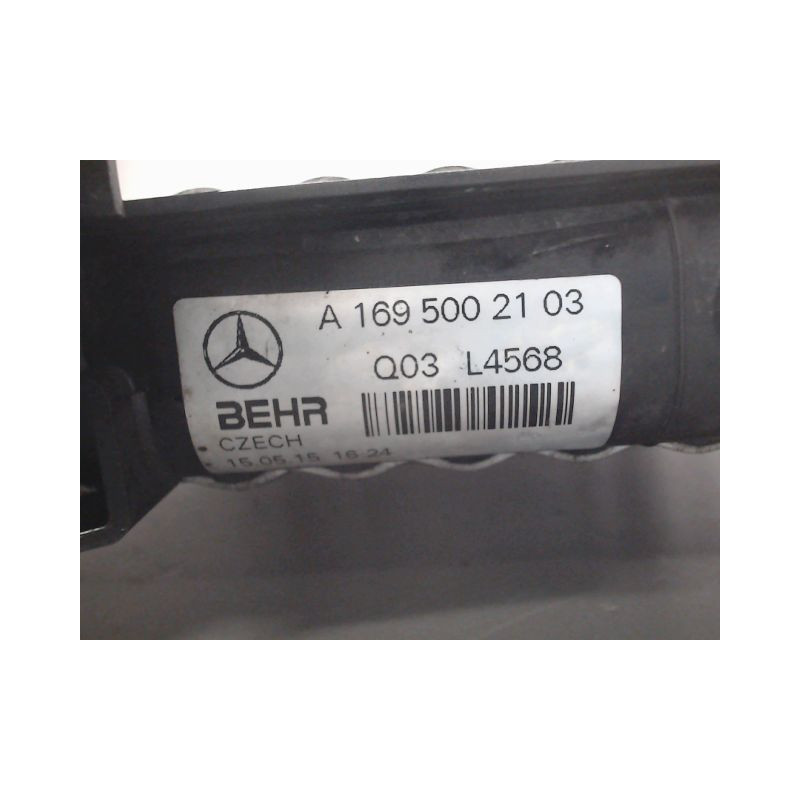 A 169 500 21 03
Q03 L4568
BEHR
CZECH
15.05.15 16:24